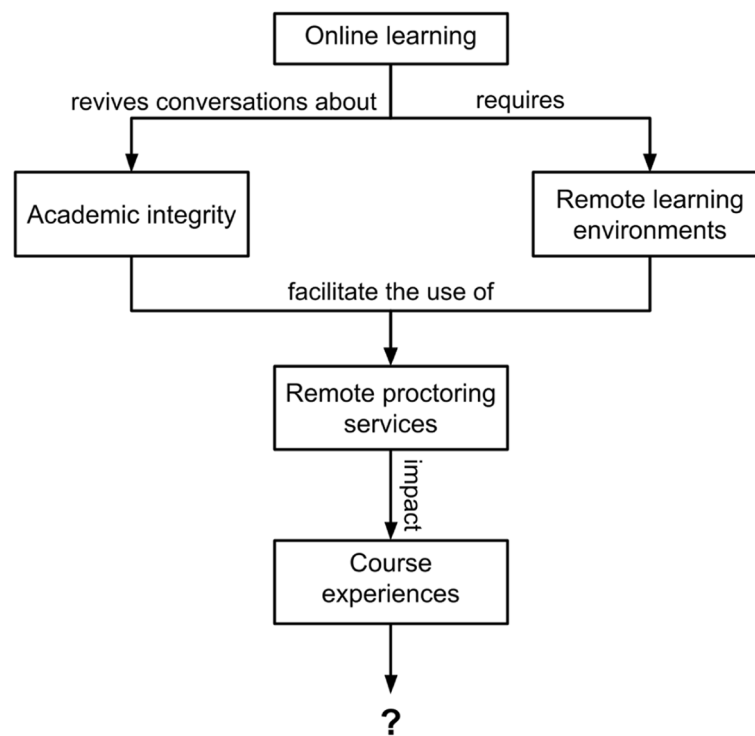 Online learning
revives conversations about
requires
Academic integrity
Remote learning
environments
facilitate the use of
Remote proctoring
services
impact
Course
experiences
?